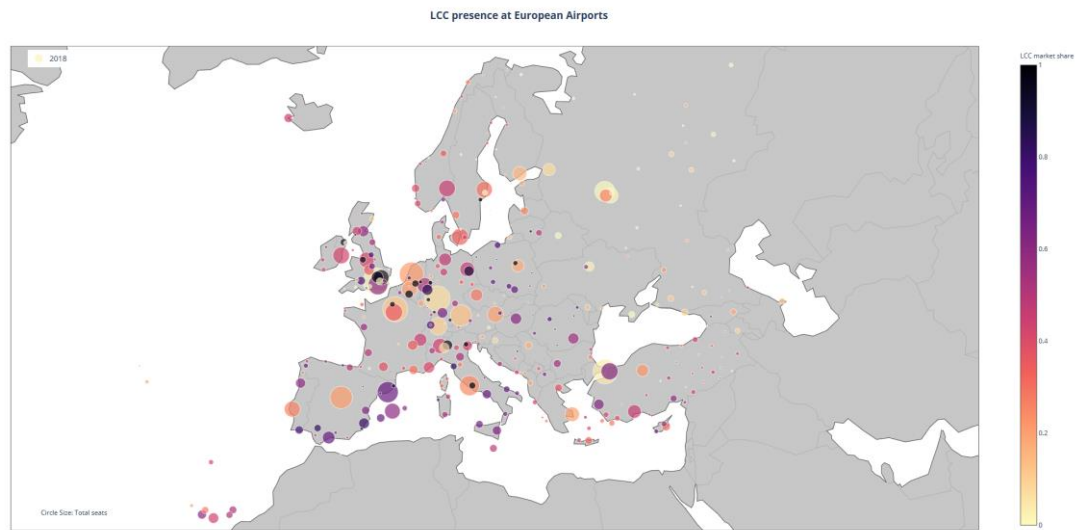 LCC presence at European Airports
2018
LCC market share
1
0.8
0.6
0.4
0.2
0
Circle Size: Total seats